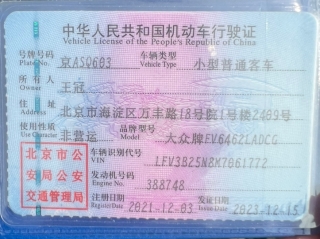 中华人民共和国机动车行驶证
Vehicle License of the People's Republic of China
号牌号码 京ASQ603 车辆类型 小型普通客车
Plate No. Vehicle Type
所有人 王冠
Owner
住址 北京市海淀区万丰路18号院1号楼2409号
Address
使用性质 非营运 品牌型号 大众牌FV6462LADCG
Use Character Model
北京市公安局公安交通管理局
车辆识别代号 LFV3B25N8M7061772
VIN
发动机号码 388748
Engine No.
注册日期 2021-12-03 发证日期 2023-12-15
Register Date Issue Date